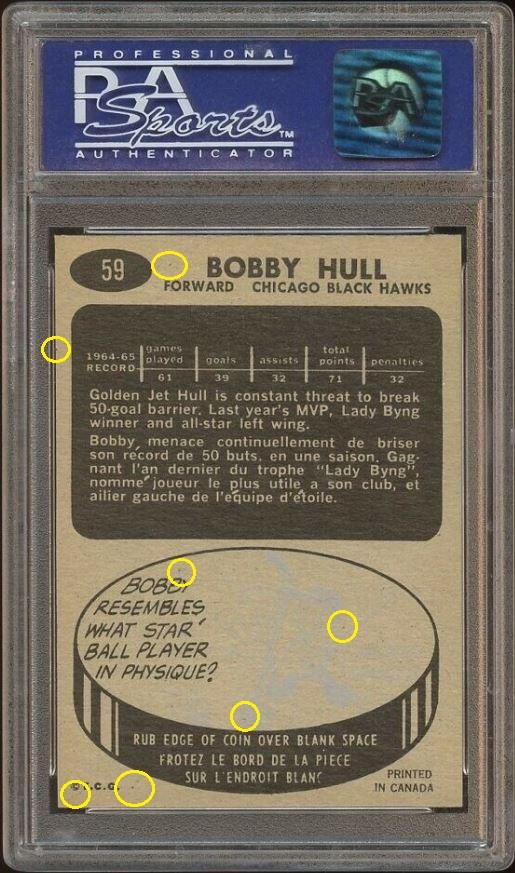 PROFESSIONAL
PSA
Sports™
AUTHENTICATOR
PSA
59
BOBBY HULL
FORWARD CHICAGO BLACK HAWKS
1964-65 RECORD
games played goals assists total points penalties
61 39 32 71 32
Golden Jet Hull is constant threat to break
50-goal barrier. Last year's MVP, Lady Byng
winner and all-star left wing.
Bobby, menace continuellement de briser
son record de 50 buts, en une saison. Gag-
nant l'an dernier du trophe "Lady Byng",
nommé joueur le plus utile a son club, et
ailier gauche de l'équipe d'étoile.
BOBBY
RESEMBLES
WHAT STAR
BALL PLAYER
IN PHYSIQUE?
RUB EDGE OF COIN OVER BLANK SPACE
FROTEZ LE BORD DE LA PIECE
SUR L'ENDROIT BLANC
© T.C.G.
PRINTED
IN CANADA